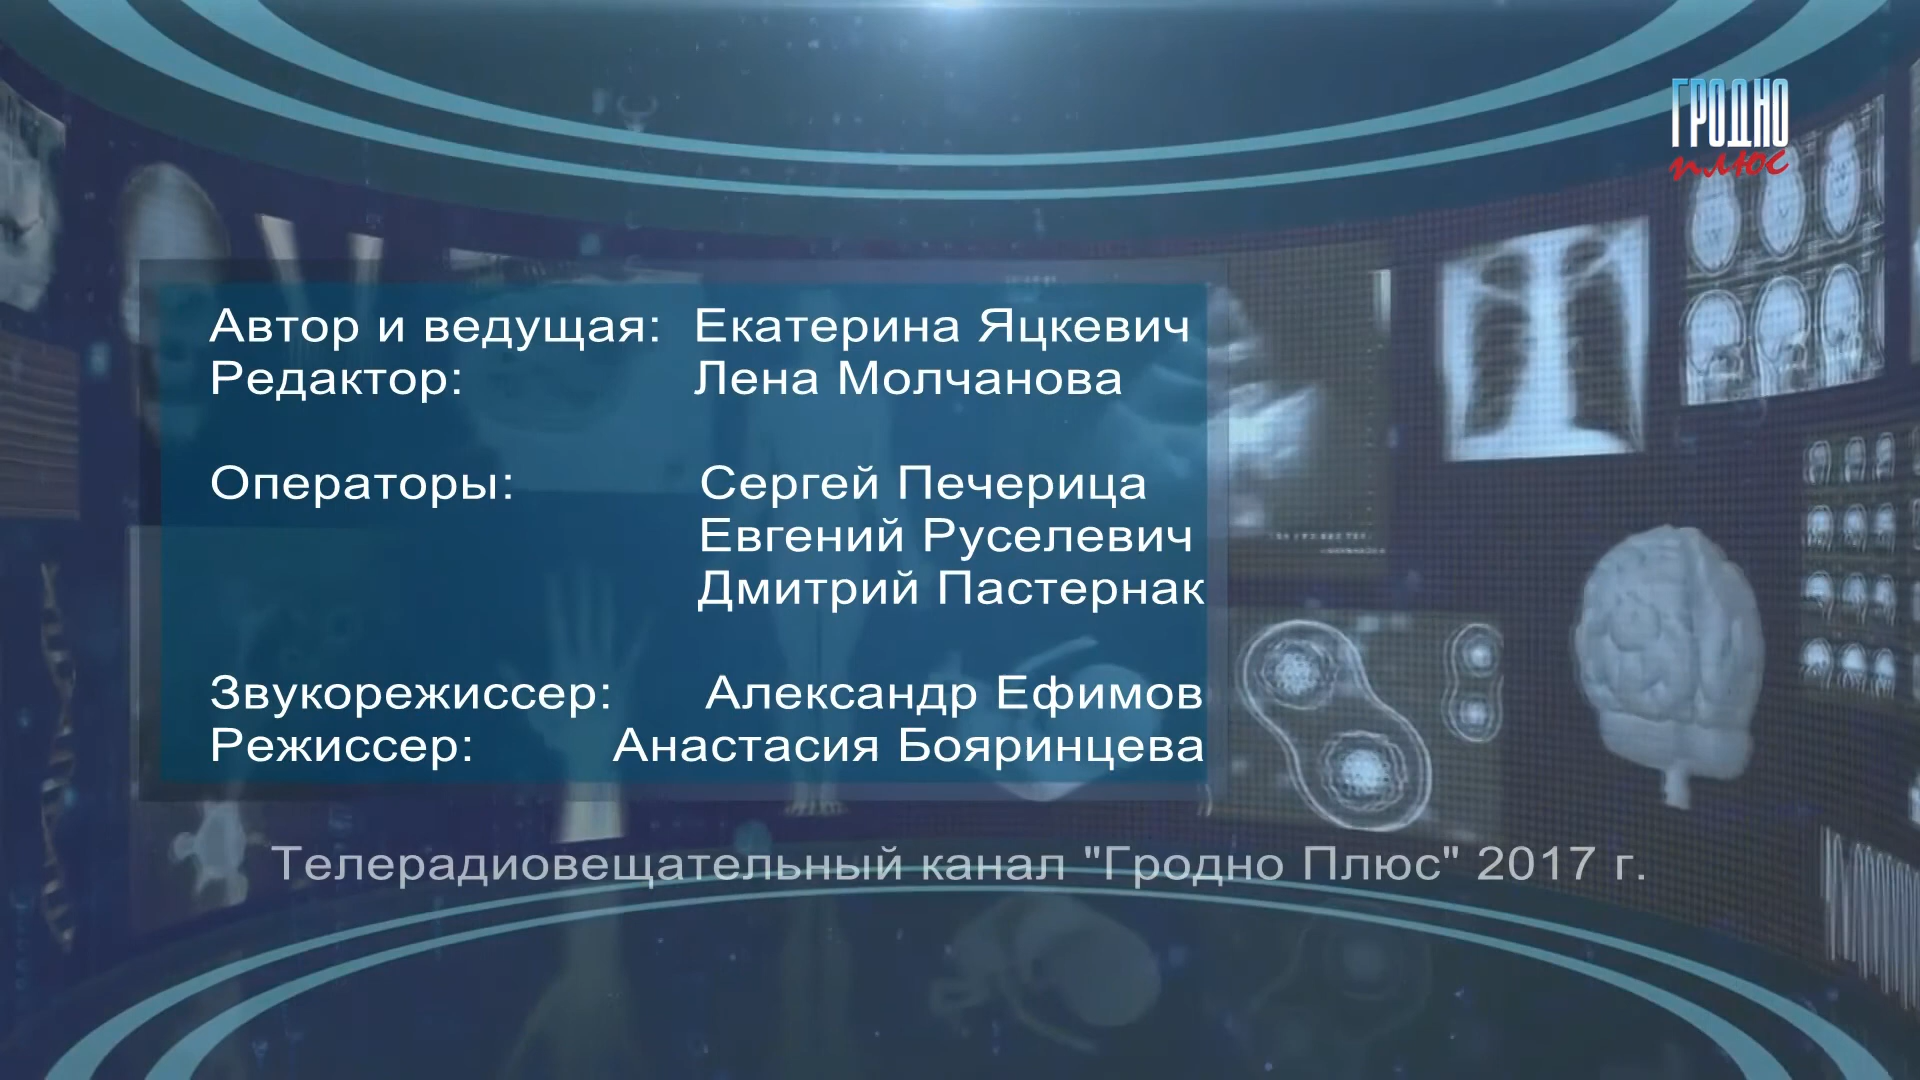 ГРОДНО
плюс
Автор и ведущая: Екатерина Яцкевич
Редактор: Лена Молчанова
Операторы: Сергей Печерица
Евгений Руселевич
Дмитрий Пастернак
Звукорежиссер: Александр Ефимов
Режиссер: Анастасия Бояринцева
Телерадиовещательный канал "Гродно Плюс" 2017 г.